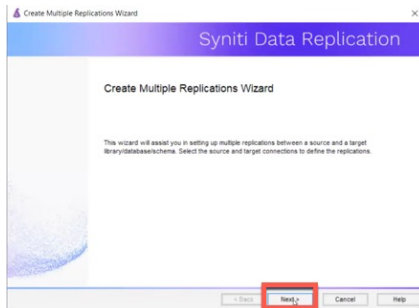 Create Multiple Replications Wizard
Syniti Data Replication
Create Multiple Replications Wizard
This wizard will assist you in setting up multiple replications between a source and a target
library/database/schema. Select the source and target connections to define the replications.
< Back Next > Cancel Help